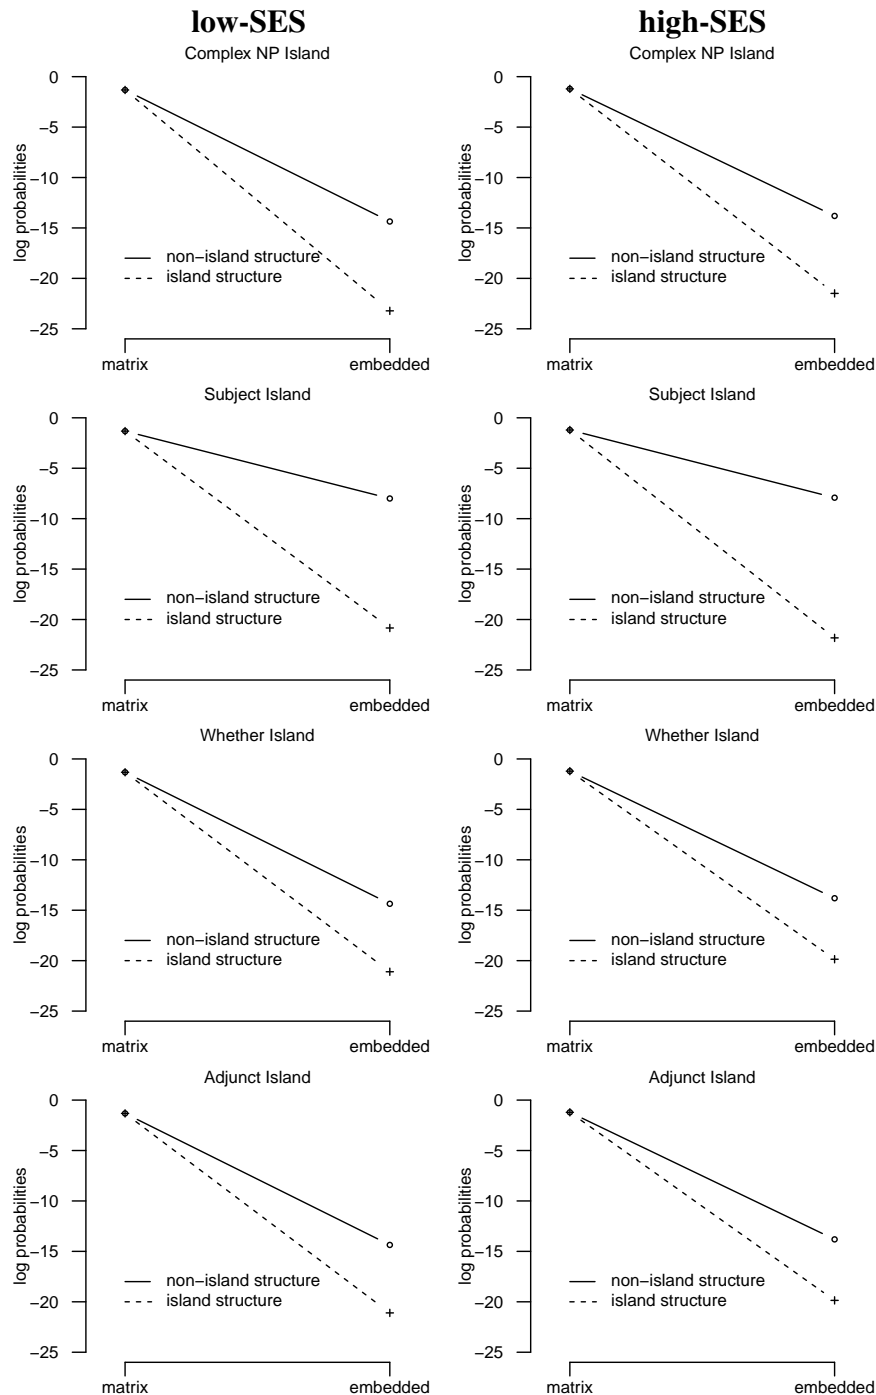 low-SES high-SES
Complex NP Island Complex NP Island
log probabilities
0
−5
−10
−15
−20
−25
non−island structure
island structure
matrix embedded
log probabilities
0
−5
−10
−15
−20
−25
non−island structure
island structure
matrix embedded
Subject Island Subject Island
log probabilities
0
−5
−10
−15
−20
−25
non−island structure
island structure
matrix embedded
log probabilities
0
−5
−10
−15
−20
−25
non−island structure
island structure
matrix embedded
Whether Island Whether Island
log probabilities
0
−5
−10
−15
−20
−25
non−island structure
island structure
matrix embedded
log probabilities
0
−5
−10
−15
−20
−25
non−island structure
island structure
matrix embedded
Adjunct Island Adjunct Island
log probabilities
0
−5
−10
−15
−20
−25
non−island structure
island structure
matrix embedded
log probabilities
0
−5
−10
−15
−20
−25
non−island structure
island structure
matrix embedded